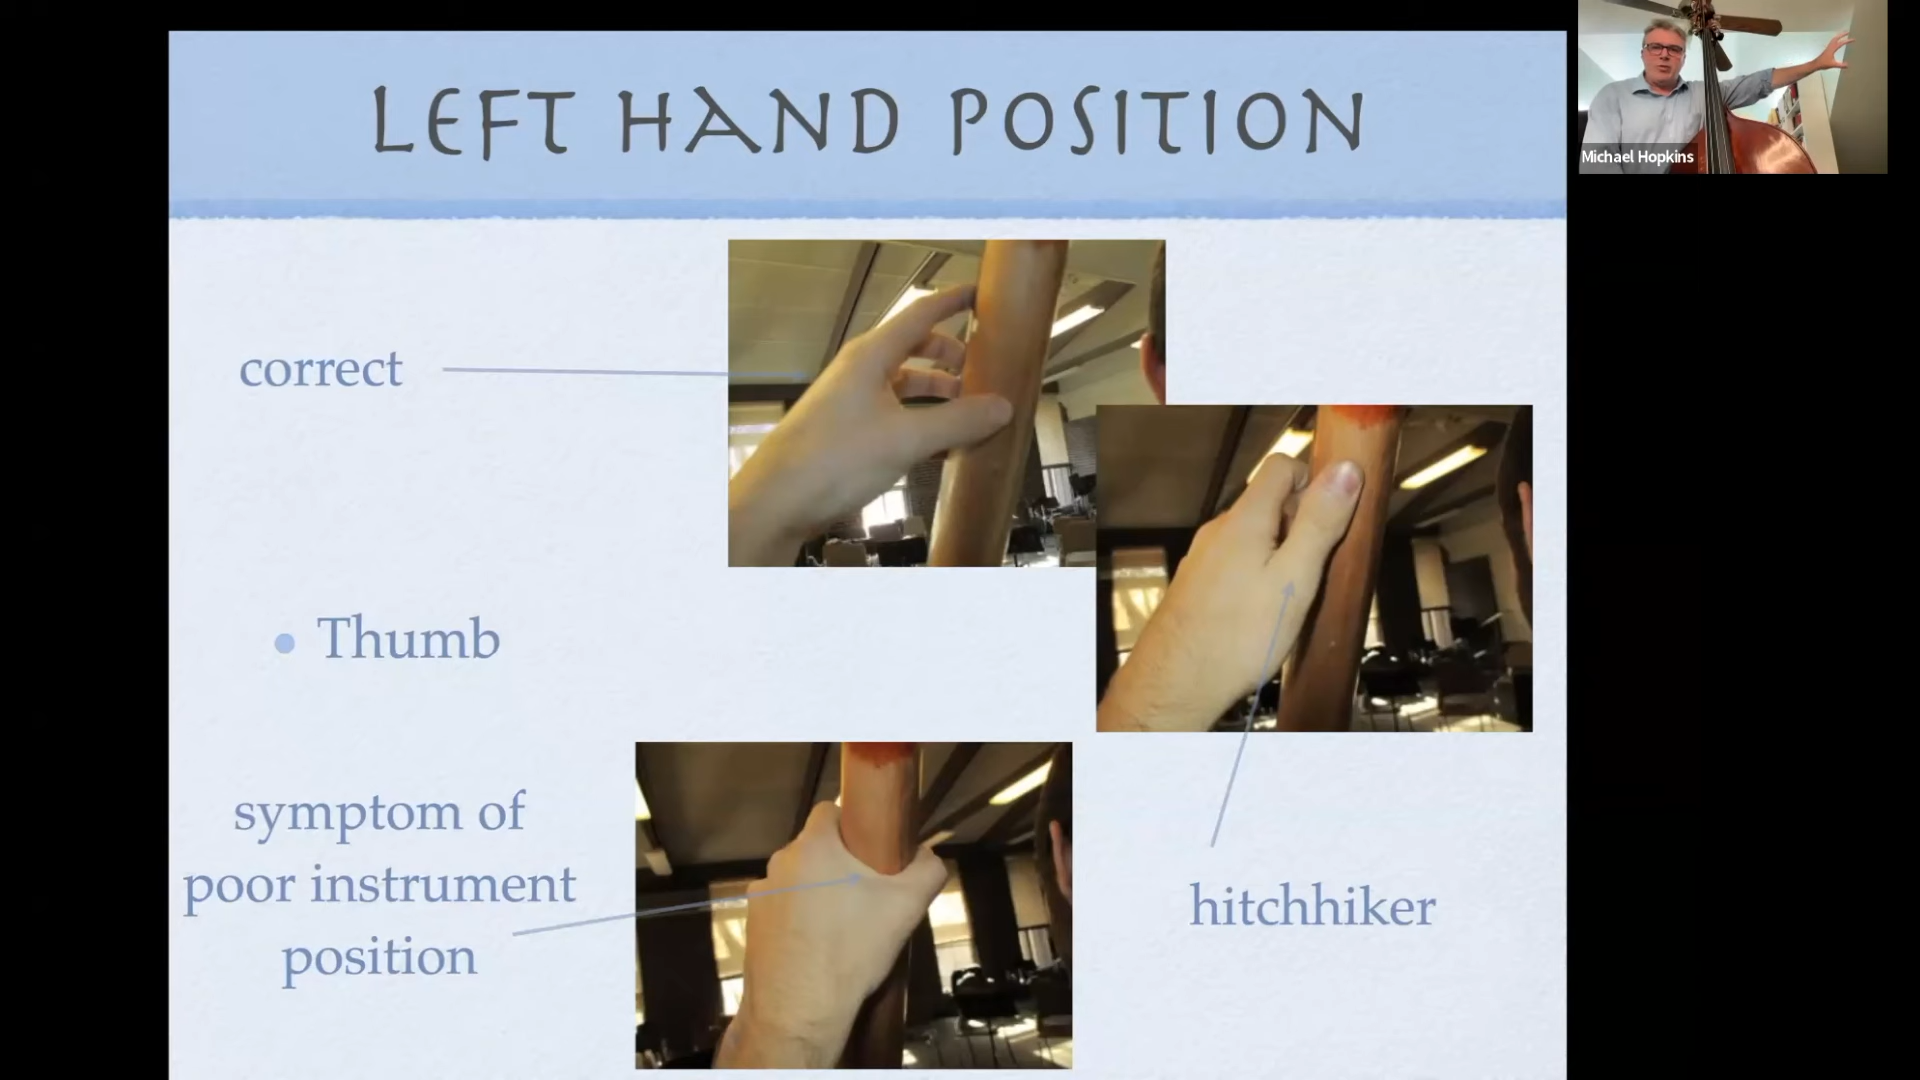 LEFT HAND POSITION
Michael Hopkins
correct
• Thumb
symptom of
poor instrument
position
hitchhiker